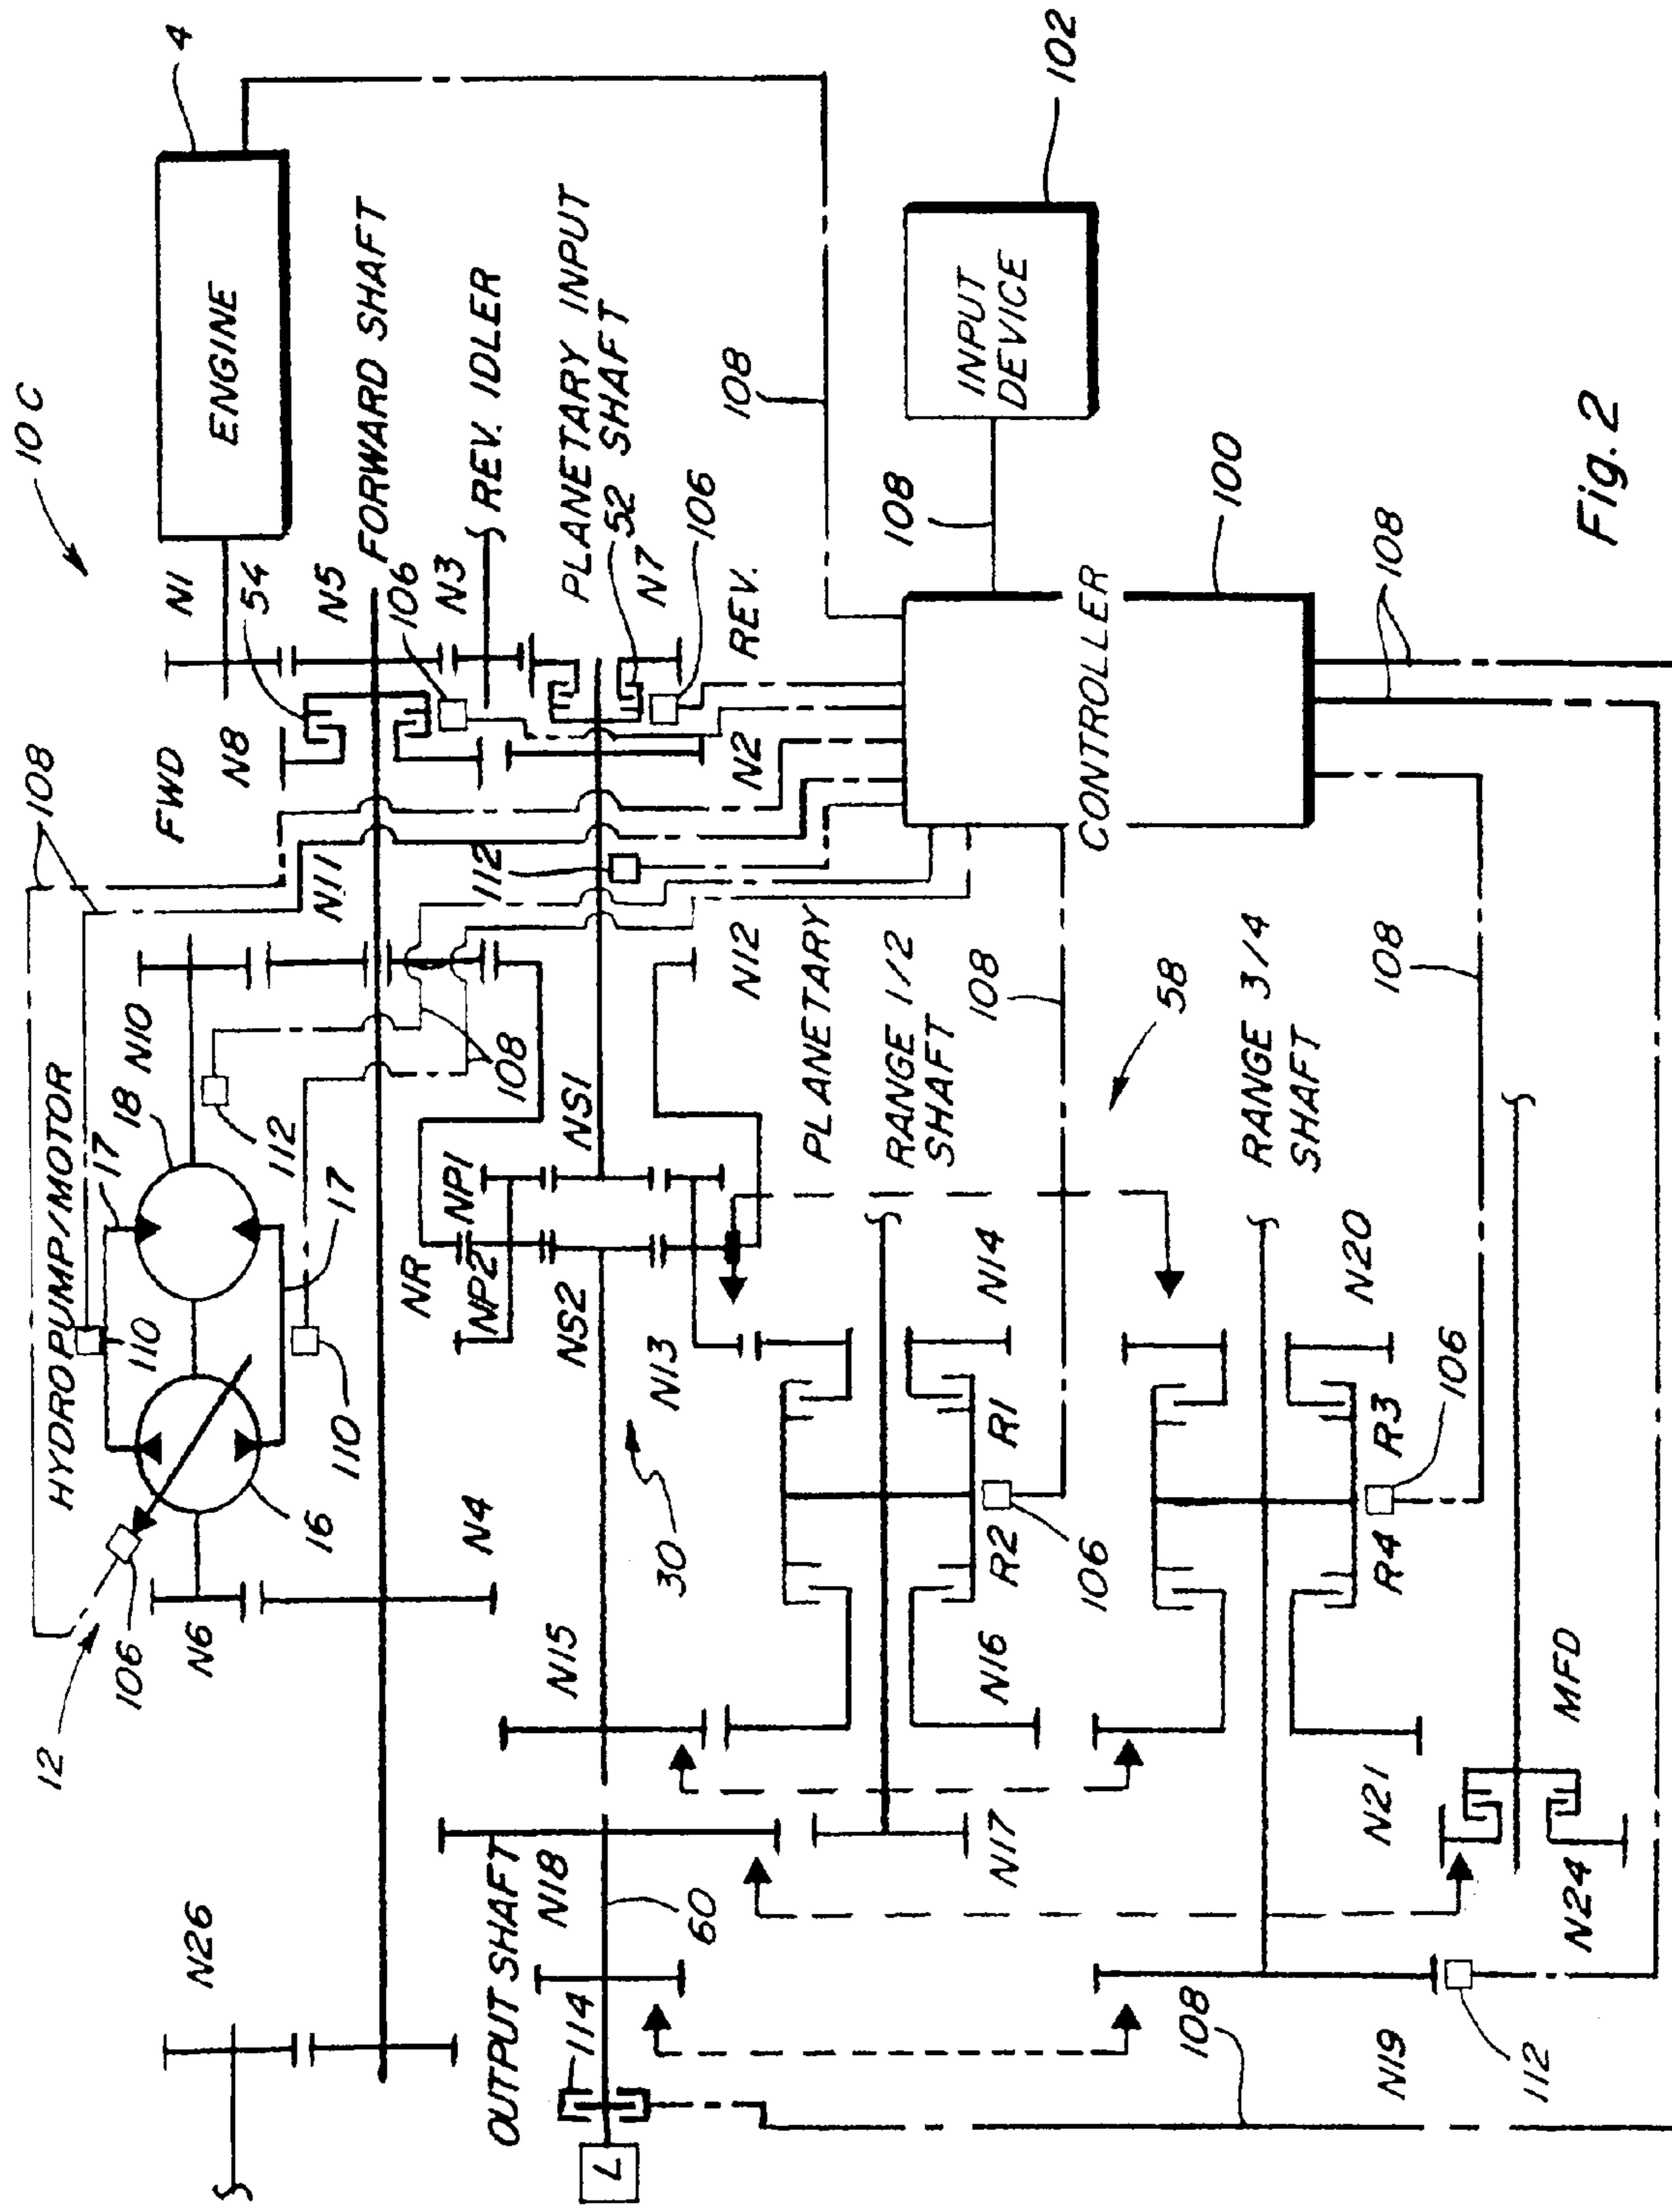 10C
4
ENGINE
N1
54
N5
FORWARD SHAFT
106
N3
REV. IDLER
PLANETARY INPUT
52 SHAFT
N7
106
REV.
108
INPUT
DEVICE
102
108
100
CONTROLLER
108
108
FWD
N8
N2
N11
112
N12
HYDROPUMP/MOTOR
N10
18
17
112
17
110
110
16
106
12
N6
N4
108
NS1
NP1
NR
NP2
NS2
N13
30
PLANETARY
108
58
RANGE 1/2
SHAFT
N14
R1
R2
106
N15
N16
N17
RANGE 3/4
SHAFT
N20
R3
R4
106
108
N21
MFD
N24
N26
OUTPUT SHAFT
N18
60
114
L
108
N19
112
Fig. 2